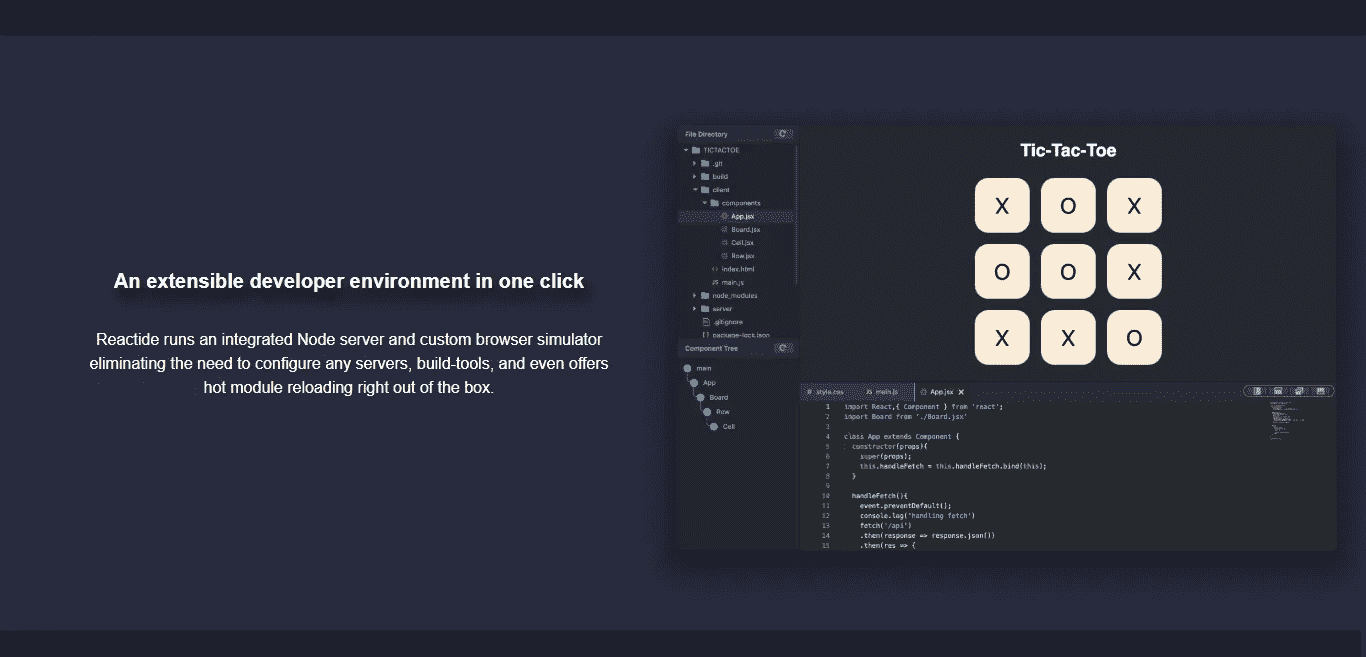 An extensible developer environment in one click
Reactide runs an integrated Node server and custom browser simulator
eliminating the need to configure any servers, build-tools, and even offers
hot module reloading right out of the box.
File Directory
TICTACTOE
.git
build
client
components
App.jsx
Board.jsx
Cell.jsx
Row.jsx
index.html
main.js
node_modules
server
.gitignore
package-lock.json
Component Tree
main
App
Board
Row
Cell
Tic-Tac-Toe
X O X
O O X
X X O
style.css main.js App.jsx
1 import React,{ Component } from 'react';
2 import Board from './Board.jsx'
3
4 class App extends Component {
5 constructor(props){
6 super(props);
7 this.handleFetch = this.handleFetch.bind(this);
8 }
9
10 handleFetch(){
11 event.preventDefault();
12 console.log('handling fetch')
13 fetch('/api')
14 .then(response => response.json())
15 .then(res => {